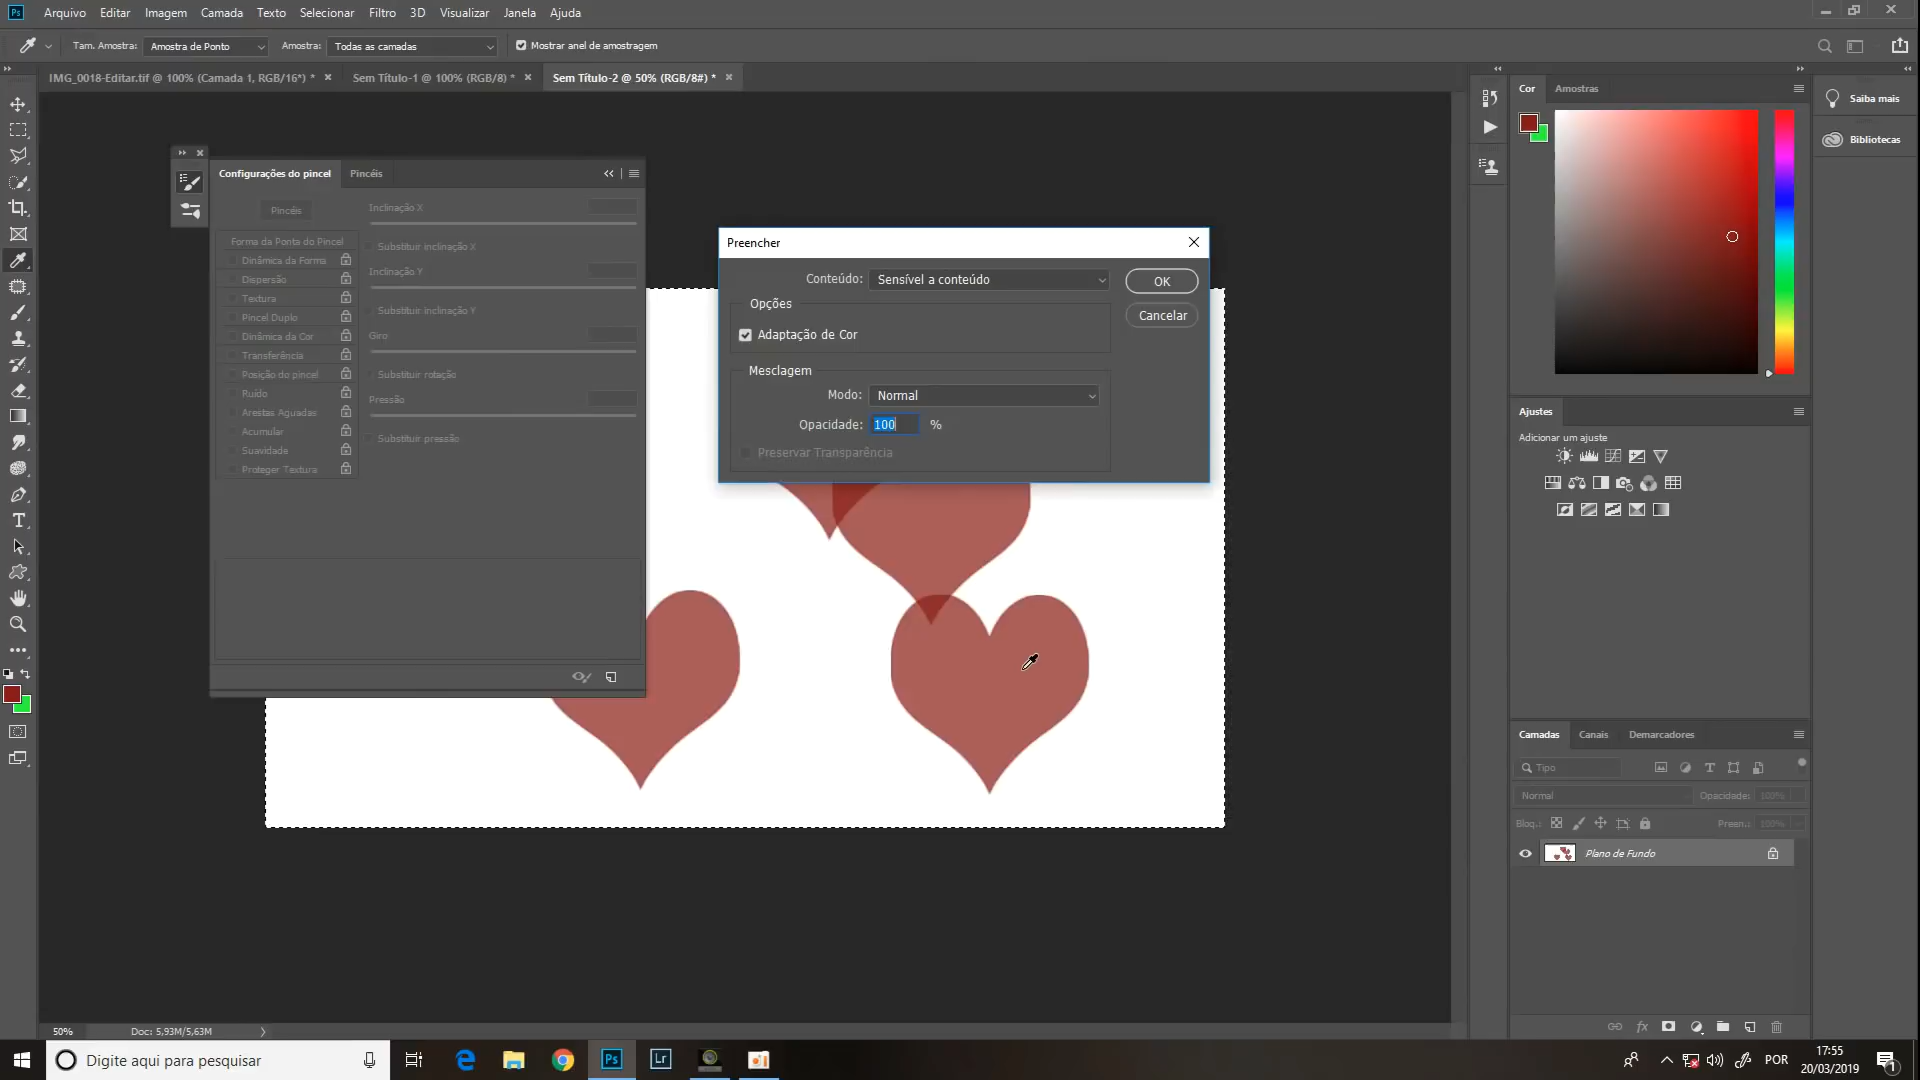 Ps Arquivo Editar Imagem Camada Texto Selecionar Filtro 3D Visualizar Janela Ajuda
Tam. Amostra: Amostra de Ponto Amostra: Todas as camadas Mostrar anel de amostragem
IMG_0018-Editar.tif @ 100% (Camada 1, RGB/16*) * Sem Título-1 @ 100% (RGB/8) * Sem Título-2 @ 50% (RGB/8#) *
Configurações do pincel Pincéis
Pincéis
Forma da Ponta do Pincel
Dinâmica da Forma
Dispersão
Textura
Pincel Duplo
Dinâmica da Cor
Transferência
Posição do pincel
Ruído
Arestas Aguadas
Acumular
Suavidade
Proteger Textura
Inclinação X
Substituir inclinação X
Inclinação Y
Substituir inclinação Y
Giro
Substituir rotação
Pressão
Substituir pressão
Preencher
Conteúdo: Sensível a conteúdo
OK
Cancelar
Opções
Adaptação de Cor
Mesclagem
Modo: Normal
Opacidade: 100 %
Preservar Transparência
Cor Amostras
Saiba mais
Bibliotecas
Ajustes
Adicionar um ajuste
Camadas Canais Demarcadores
Tipo
Normal Opacidade: 100%
Bloq.: Preen.: 100%
Plano de Fundo
fx
50% Doc: 5,93M/5,63M
Digite aqui para pesquisar
Ps Lr
POR
17:55
20/03/2019
1